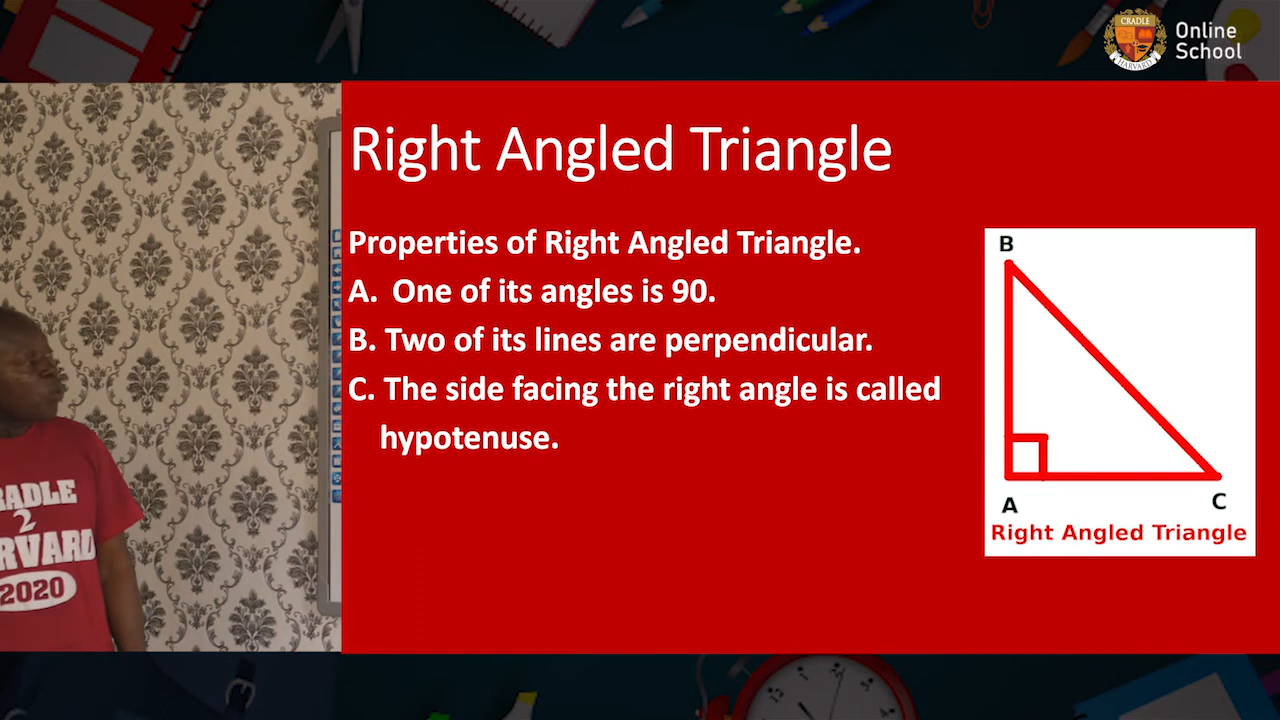 CRADLE
HARVARD
Online
School
Right Angled Triangle
Properties of Right Angled Triangle.
A. One of its angles is 90.
B. Two of its lines are perpendicular.
C. The side facing the right angle is called
hypotenuse.
B
A
C
Right Angled Triangle
RADLE
2
RVARD
2020